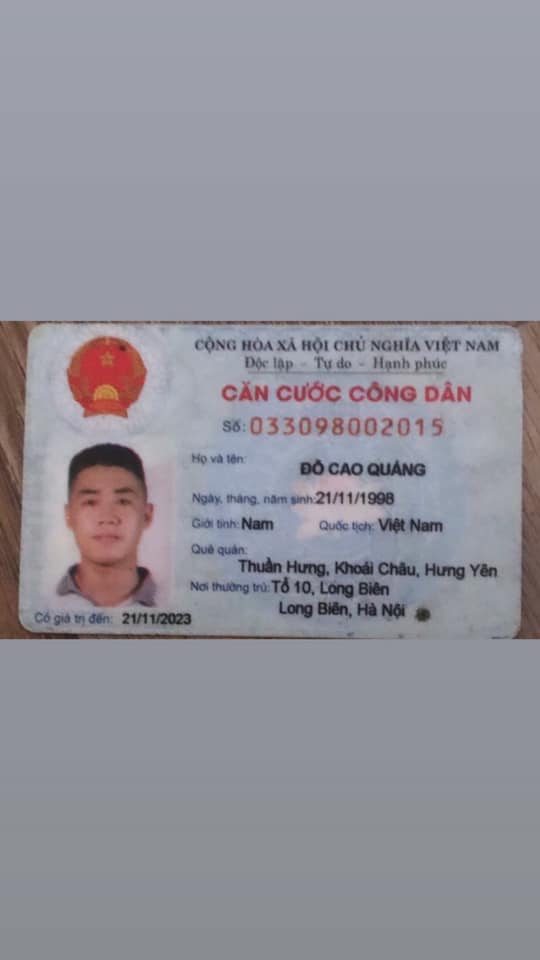 CỘNG HÒA XÃ HỘI CHỦ NGHĨA VIỆT NAM
Độc lập - Tự do - Hạnh phúc
CĂN CƯỚC CÔNG DÂN
Số: 033098002015
Họ và tên:
ĐỖ CAO QUẢNG
Ngày, tháng, năm sinh: 21/11/1998
Giới tính: Nam Quốc tịch: Việt Nam
Quê quán:
Thuần Hưng, Khoái Châu, Hưng Yên
Nơi thường trú: Tổ 10, Long Biên
Long Biên, Hà Nội
Có giá trị đến: 21/11/2023